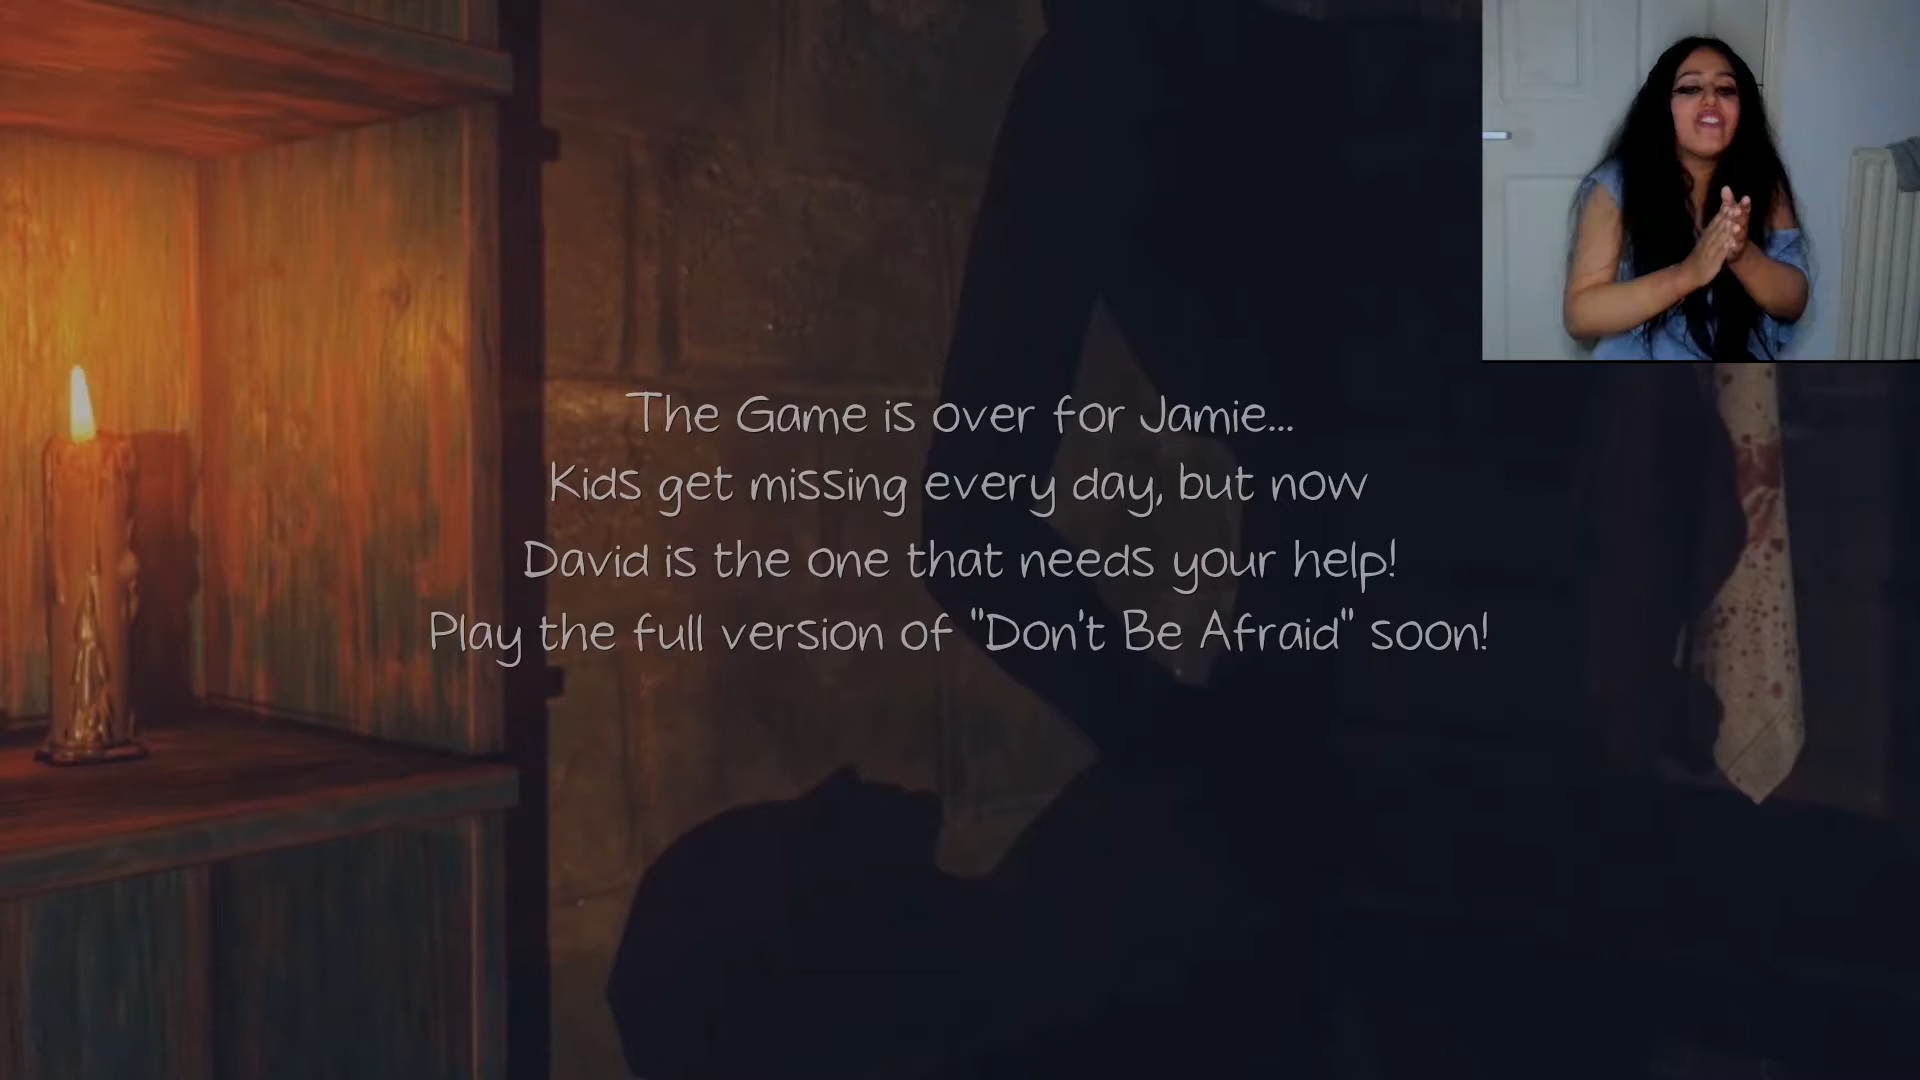 The Game is over for Jamie...
Kids get missing every day, but now
David is the one that needs your help!
Play the full version of "Don't Be Afraid" soon!